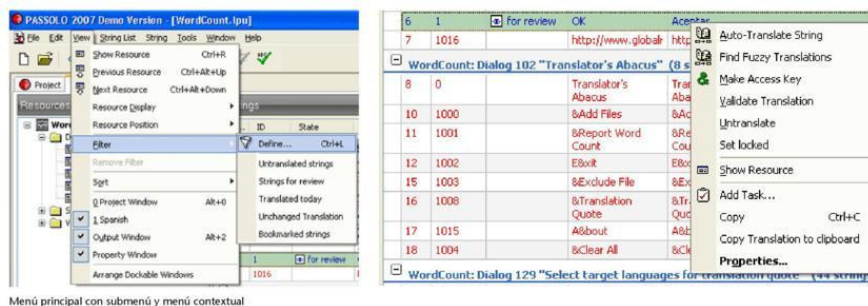 PASSOLO 2007 Demo Version - [WordCount.lpu]
File Edit View String List String Tools Window Help
Show Resource Ctrl+R
Previous Resource Ctrl+Alt+Up
Next Resource Ctrl+Alt+Down
Resource Display
Resource Position
Filter
Remove Filter
Sort
0 Project Window Alt+0
1 Spanish
Output Window Alt+2
Property Window
Arrange Dockable Windows
Project
Resources
ID State
Define... Ctrl+L
Untranslated strings
Strings for review
Translated today
Unchanged Translation
Bookmarked strings
1 for review
1016
6 1 for review OK Aceptar
7 1016 http://www.globalr
WordCount: Dialog 102 "Translator's Abacus" (8 s
8 0 Translator's Abacus
10 1000 &Add Files
11 1001 &Report Word Count
12 1002 E&xit
15 1003 &Exclude File
16 1008 &Translation Quote
17 1015 A&bout
18 1004 &Clear All
WordCount: Dialog 129 "Select target languages for translation quote" (44 string
Auto-Translate String
Find Fuzzy Translations
Make Access Key
Validate Translation
Untranslate
Set locked
Show Resource
Add Task...
Copy Ctrl+C
Copy Translation to clipboard
Properties...
Menú principal con submenú y menú contextual